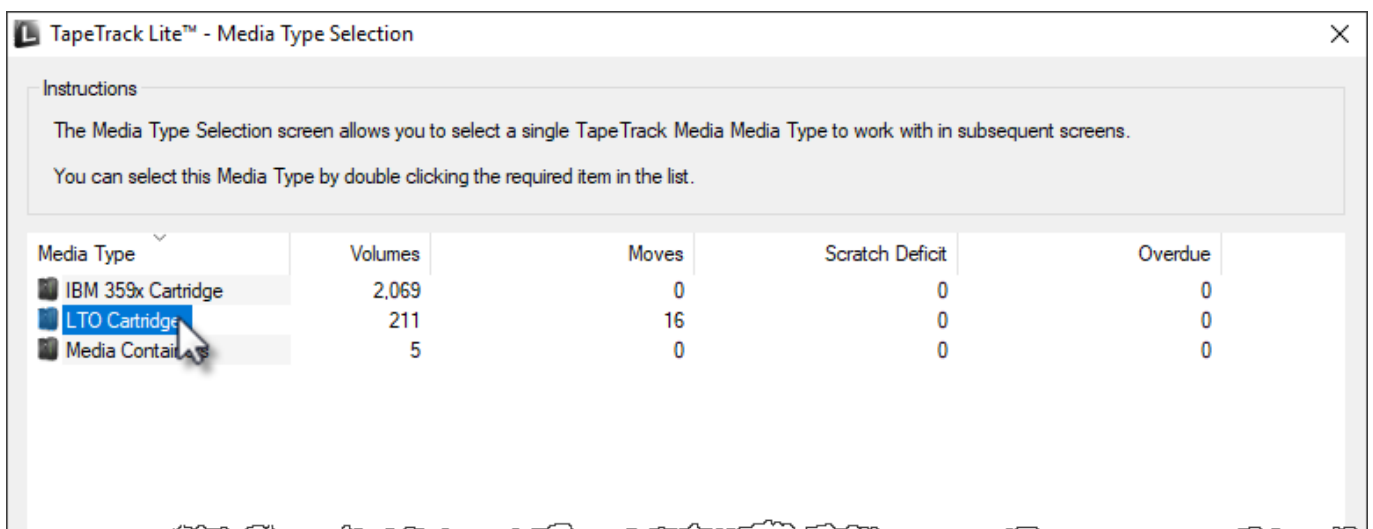 TapeTrack Lite™ - Media Type Selection
Instructions
The Media Type Selection screen allows you to select a single TapeTrack Media Media Type to work with in subsequent screens.
You can select this Media Type by double clicking the required item in the list.
Media Type Volumes Moves Scratch Deficit Overdue
IBM 359x Cartridge 2,069 0 0 0
LTO Cartridge 211 16 0 0
Media Containers 5 0 0 0